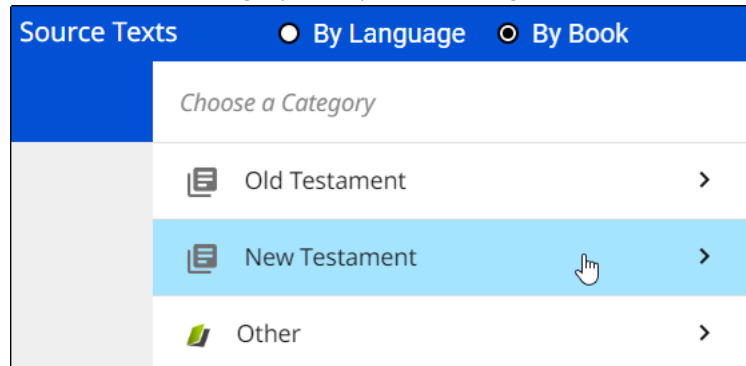 Source Texts By Language By Book
Choose a Category
Old Testament
New Testament
Other